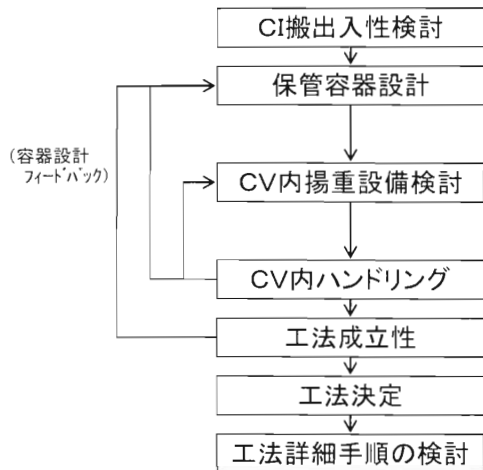 CI搬出入性検討
保管容器設計
(容器設計
フィードバック)
CV内揚重設備検討
CV内ハンドリング
工法成立性
工法決定
工法詳細手順の検討